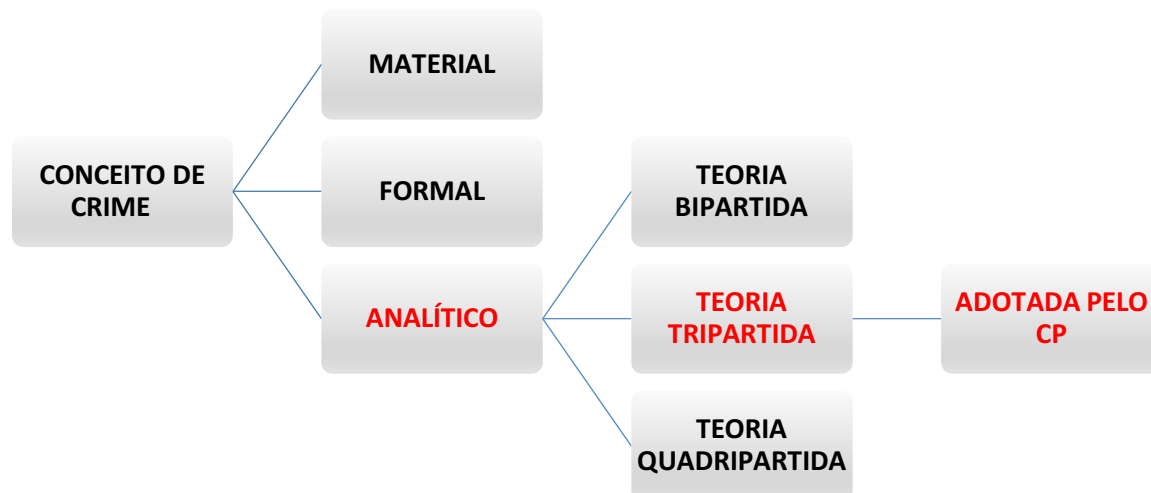 MATERIAL
CONCEITO DE
CRIME
FORMAL
TEORIA
BIPARTIDA
ANALÍTICO
TEORIA
TRIPARTIDA
ADOTADA PELO
CP
TEORIA
QUADRIPARTIDA